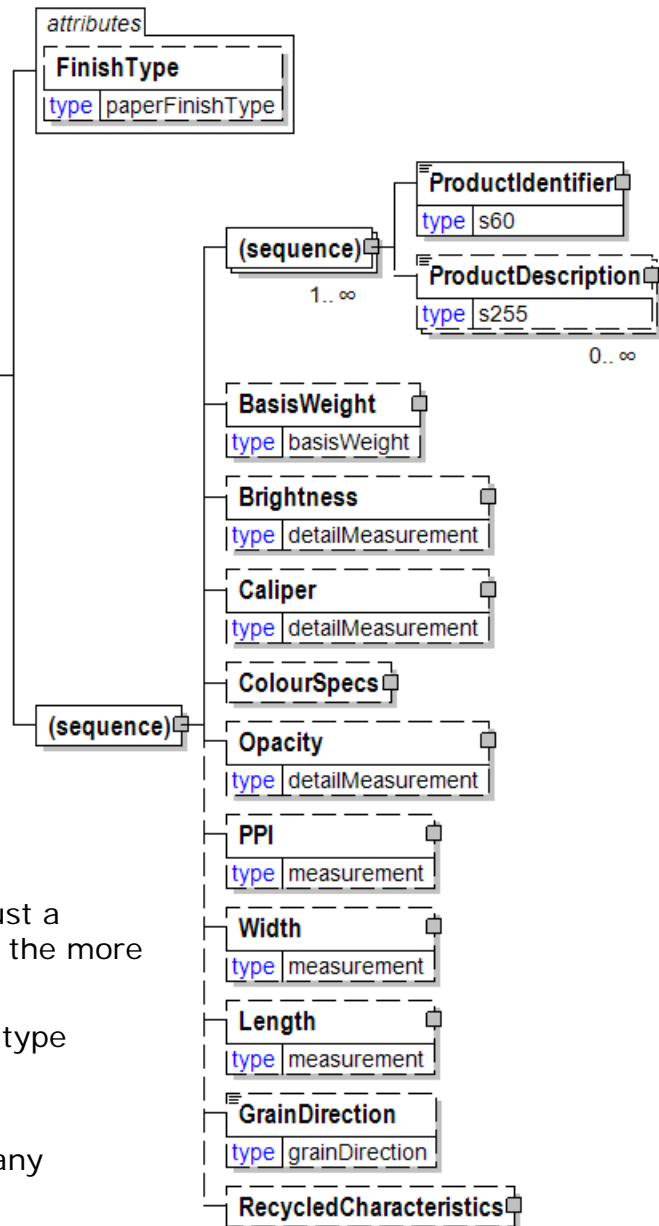 attributes
FinishType
type paperFinishType
(sequence)
1.. ∞
ProductIdentifier
type s60
ProductDescription
type s255
0.. ∞
BasisWeight
type basisWeight
Brightness
type detailMeasurement
Caliper
type detailMeasurement
ColourSpecs
(sequence)
Opacity
type detailMeasurement
PPI
type measurement
Width
type measurement
Length
type measurement
GrainDirection
type grainDirection
RecycledCharacteristics
ust a
the more
type
any